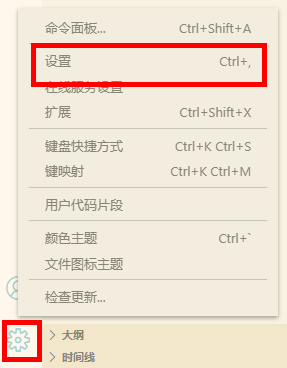 命令面板... Ctrl+Shift+A
设置 Ctrl+,
在线服务设置
扩展 Ctrl+Shift+X
键盘快捷方式 Ctrl+K Ctrl+S
键映射 Ctrl+K Ctrl+M
用户代码片段
颜色主题 Ctrl+`
文件图标主题
检查更新...
大纲
时间线